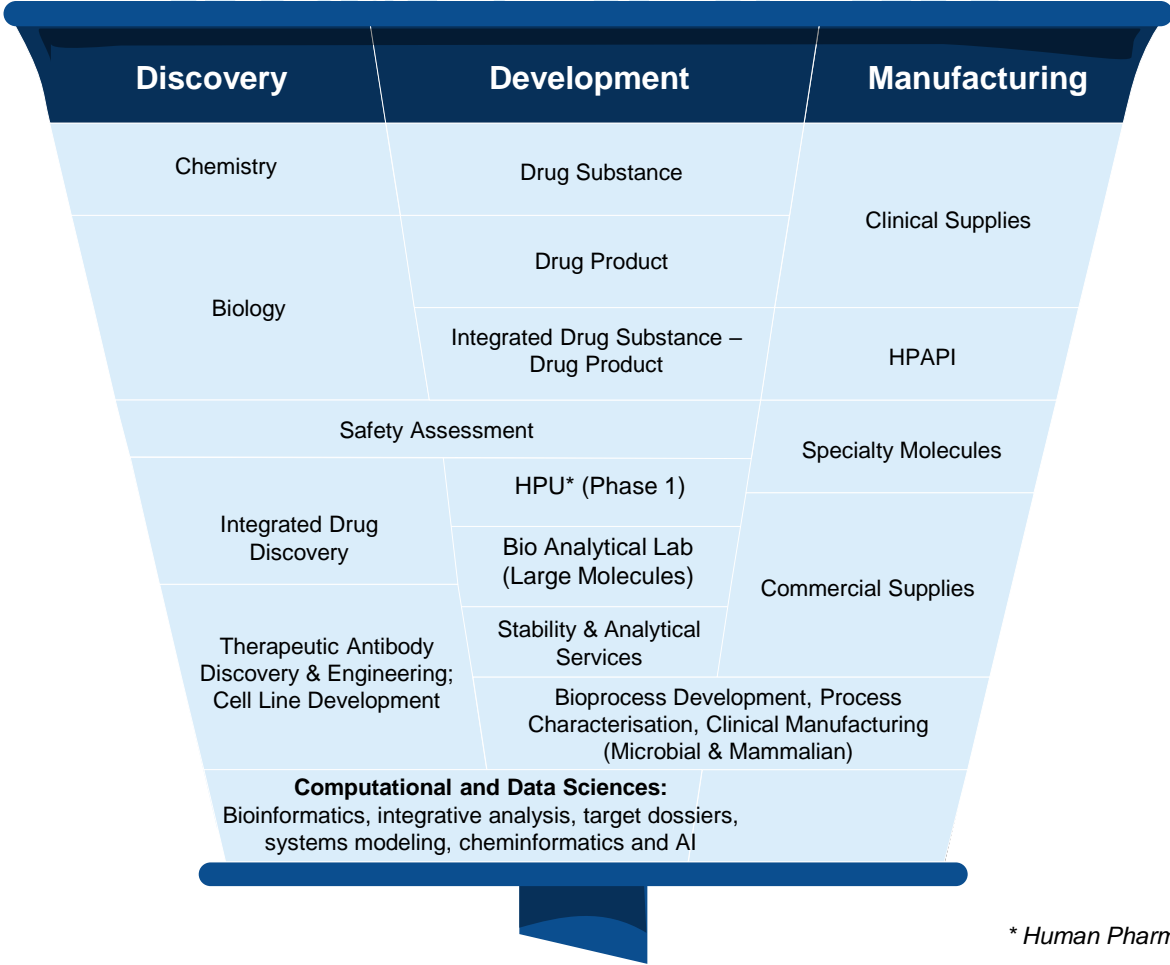 Discovery
Development
Manufacturing
Chemistry
Drug Substance
Clinical Supplies
Drug Product
Biology
Integrated Drug Substance –
Drug Product
HPAPI
Safety Assessment
Specialty Molecules
HPU* (Phase 1)
Integrated Drug
Discovery
Bio Analytical Lab
(Large Molecules)
Commercial Supplies
Stability & Analytical
Services
Therapeutic Antibody
Discovery & Engineering;
Cell Line Development
Bioprocess Development, Process
Characterisation, Clinical Manufacturing
(Microbial & Mammalian)
Computational and Data Sciences:
Bioinformatics, integrative analysis, target dossiers,
systems modeling, cheminformatics and AI
* Human Pharm